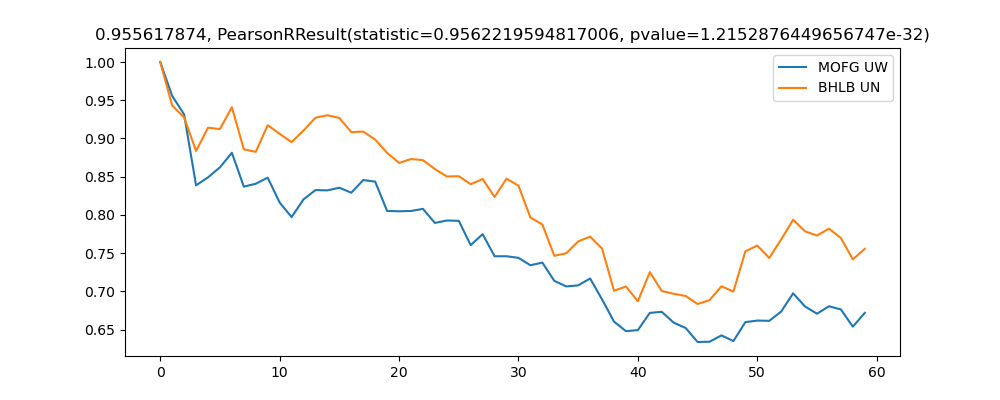 0.955617874, PearsonRResult(statistic=0.9562219594817006, pvalue=1.2152876449656747e-32)
MOFG UW
BHLB UN
1.00
0.95
0.90
0.85
0.80
0.75
0.70
0.65
0 10 20 30 40 50 60